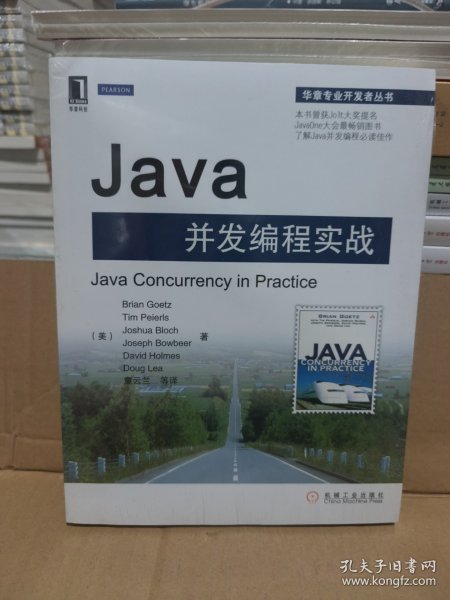 PEARSON
华章专业开发者丛书
本书曾获Jolt大奖提名
JavaOne大会最畅销图书
了解Java并发编程必读佳作
Java
并发编程实战
Java Concurrency in Practice
Brian Goetz
Tim Peierls
(美) Joshua Bloch 著
Joseph Bowbeer
David Holmes
Doug Lea
童云兰 等译
BRIAN GOETZ
JAVA
CONCURRENCY
IN PRACTICE
机械工业出版社
China Machine Press
孔夫子旧书网
www.kongfz.com